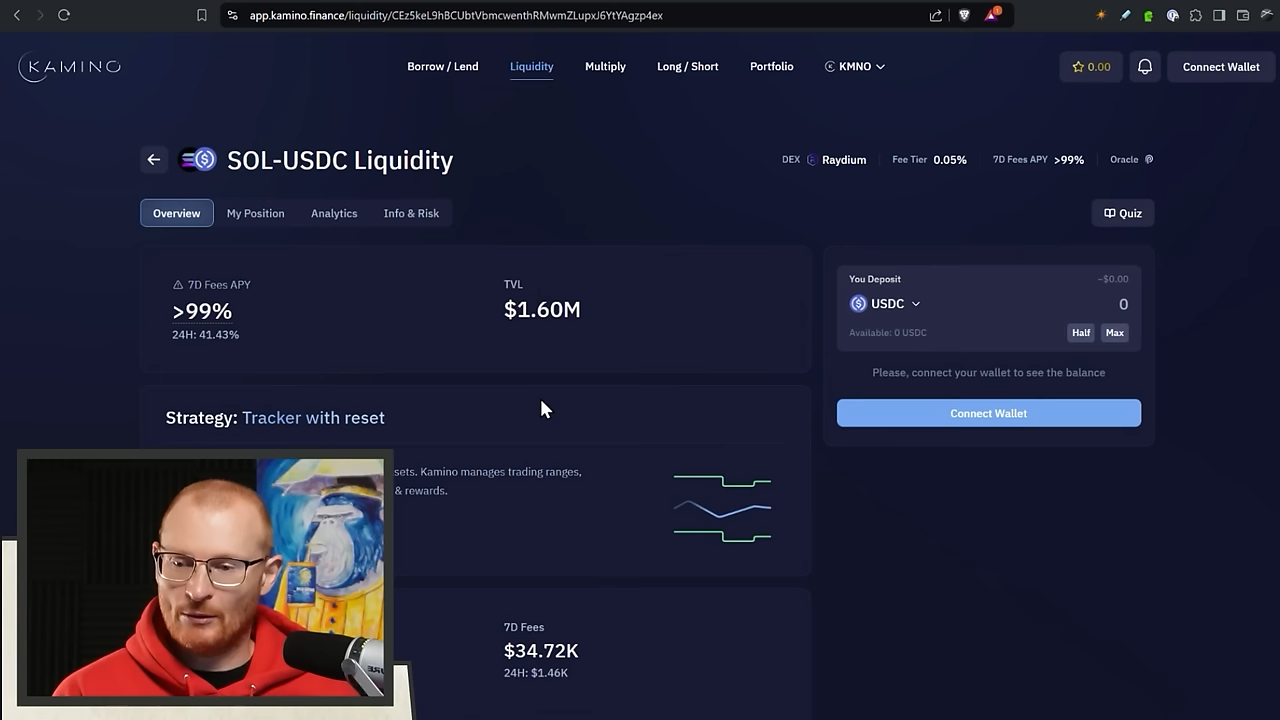 app.kamino.finance/liquidity/CEz5keL9hBCUbtVbmcwenthRMwmZLupxJ6YtYAgzp4ex
KAMINO
Borrow / Lend
Liquidity
Multiply
Long / Short
Portfolio
KMNO
0.00
Connect Wallet
SOL-USDC Liquidity
DEX Raydium
Fee Tier 0.05%
7D Fees APY >99%
Oracle
Overview
My Position
Analytics
Info & Risk
Quiz
7D Fees APY
>99%
24H: 41.43%
TVL
$1.60M
You Deposit
~$0.00
USDC
0
Available: 0 USDC
Half
Max
Please, connect your wallet to see the balance
Connect Wallet
Strategy: Tracker with reset
sets. Kamino manages trading ranges,
& rewards.
7D Fees
$34.72K
24H: $1.46K